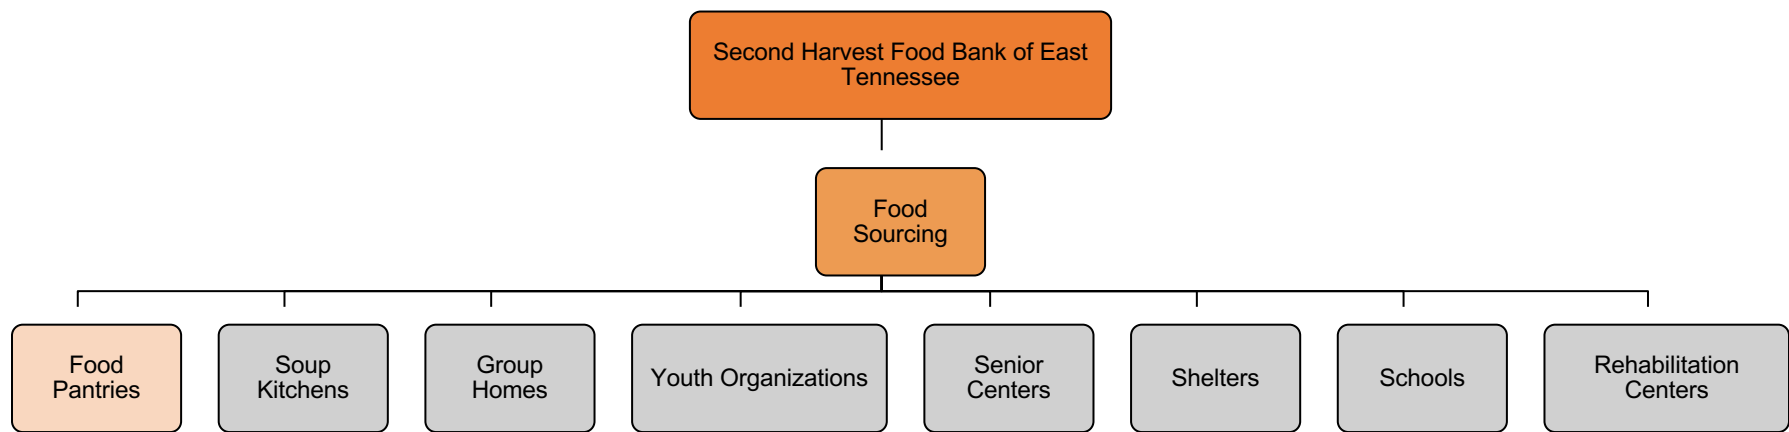 Second Harvest Food Bank of East
Tennessee
Food
Sourcing
Food
Pantries
Soup
Kitchens
Group
Homes
Youth Organizations
Senior
Centers
Shelters
Schools
Rehabilitation
Centers